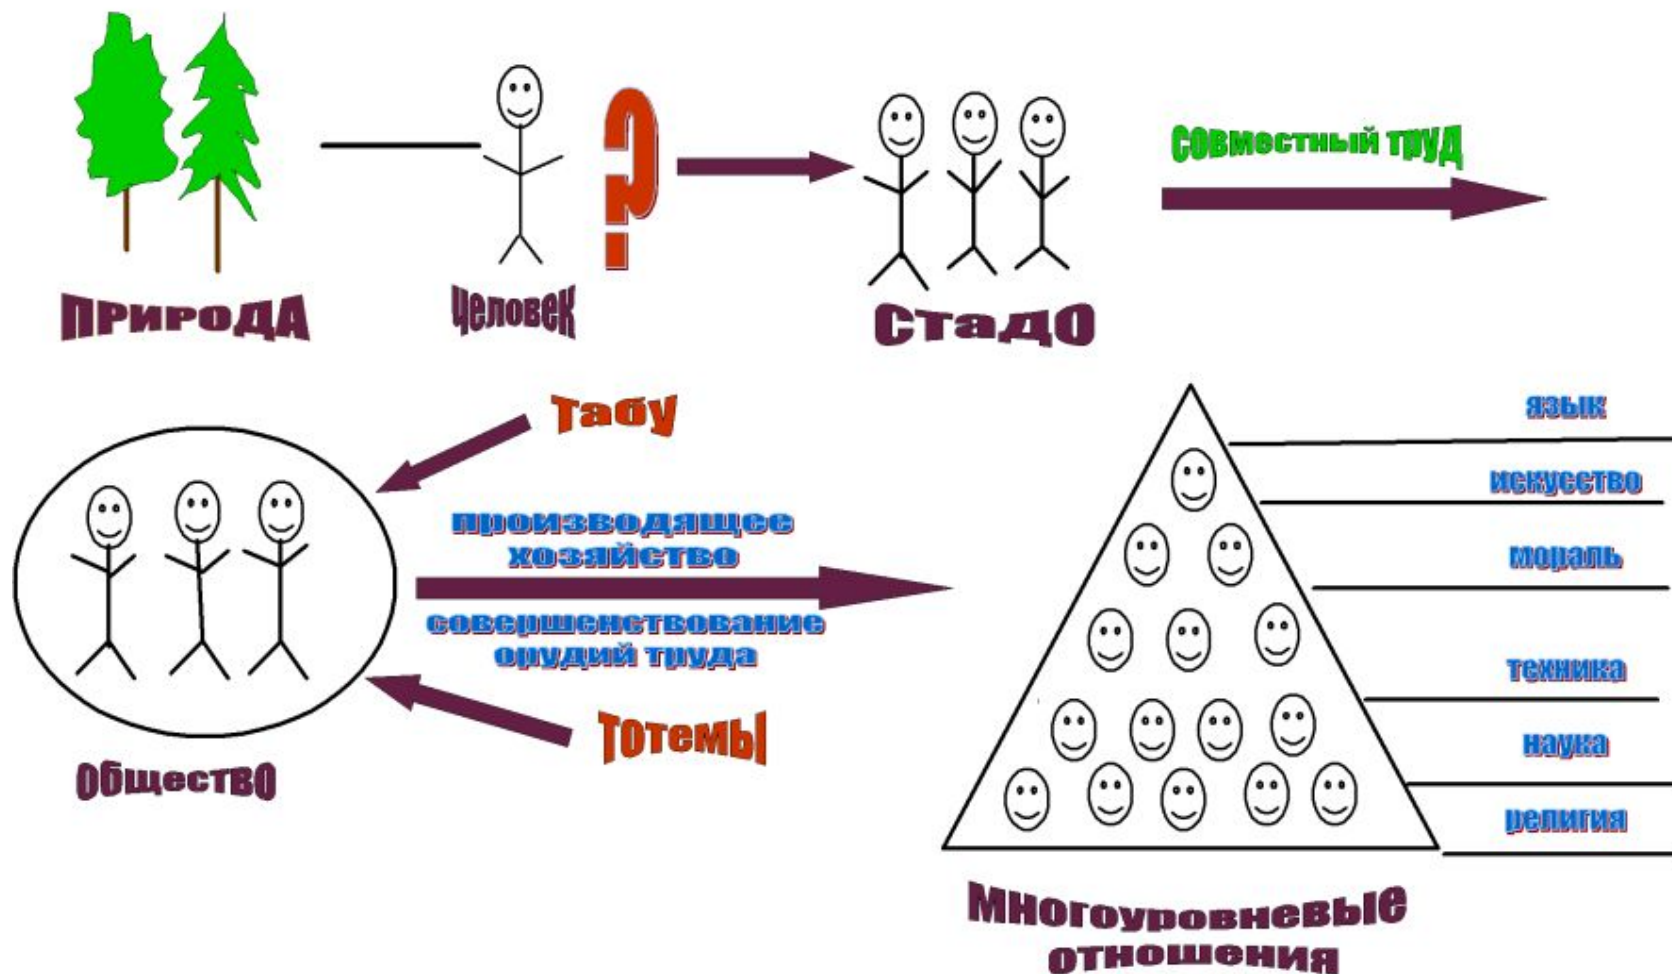 ?
совместный труд
природа
человек
стадо
табу
производящее
хозяйство
совершенствование
орудий труда
тотемы
общество
язык
искусство
мораль
техника
наука
религия
Многоуровневые
отношения